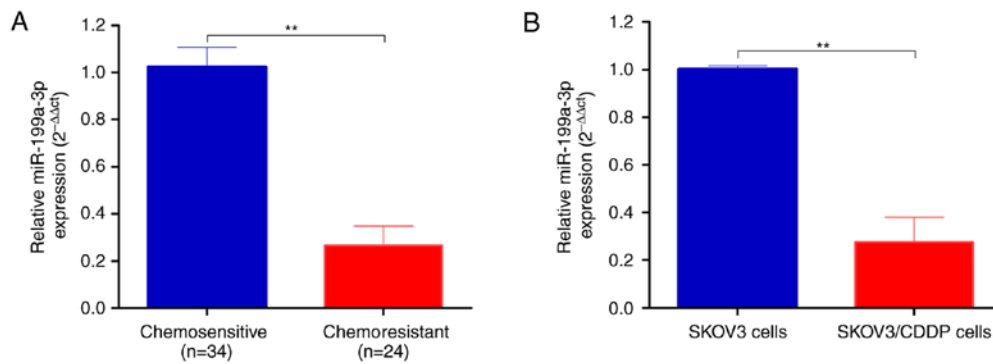 A
Relative miR-199a-3p
expression (2⁻ΔΔct)
1.2
1.0
0.8
0.6
0.4
0.2
0.0
**
Chemosensitive
(n=34)
Chemoresistant
(n=24)
B
Relative miR-199a-3p
expression (2⁻ΔΔct)
1.2
1.0
0.8
0.6
0.4
0.2
0.0
**
SKOV3 cells
SKOV3/CDDP cells